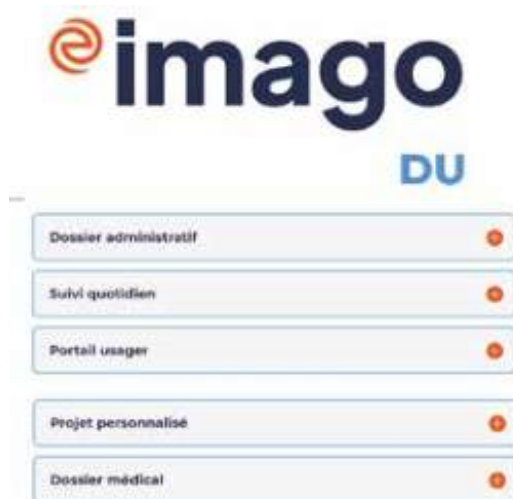 imago
DU
Dossier administratif
Suivi quotidien
Portail usager
Projet personnalisé
Dossier médical